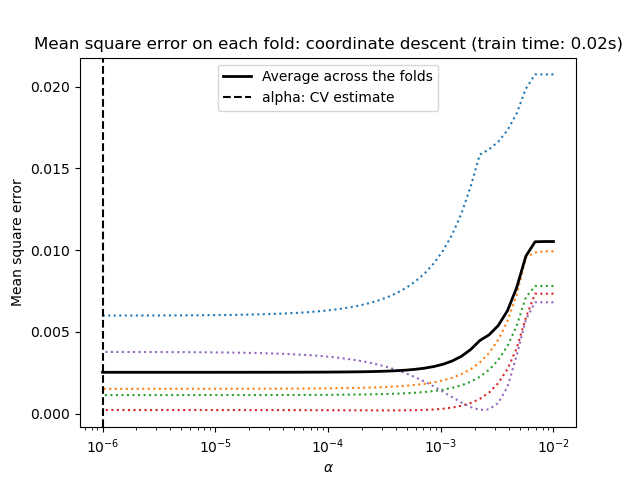 Mean square error on each fold: coordinate descent (train time: 0.02s)
Average across the folds
alpha: CV estimate
Mean square error
0.020
0.015
0.010
0.005
0.000
10⁻⁶ 10⁻⁵ 10⁻⁴ 10⁻³ 10⁻²
α